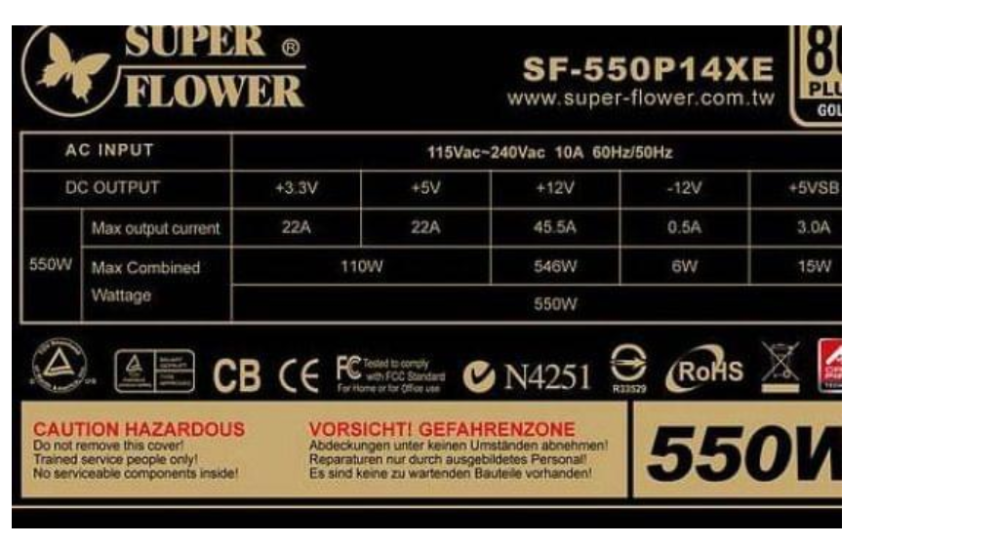 SUPER ®
FLOWER
SF-550P14XE
www.super-flower.com.tw
80
PLU
GOL
AC INPUT 115Vac~240Vac 10A 60Hz/50Hz
DC OUTPUT +3.3V +5V +12V -12V +5VSB
Max output current 22A 22A 45.5A 0.5A 3.0A
550W Max Combined 110W 546W 6W 15W
Wattage 550W
CB CE FC Tested to comply
with FCC Standard
For Home or for Office use
N4251
R33529
RoHS
CAUTION HAZARDOUS
Do not remove this cover!
Trained service people only!
No serviceable components inside!
VORSICHT! GEFAHRENZONE
Abdeckungen unter keinen Umständen abnehmen!
Reparaturen nur durch ausgebildetes Personal!
Es sind keine zu wartenden Bauteile vorhanden!
550W